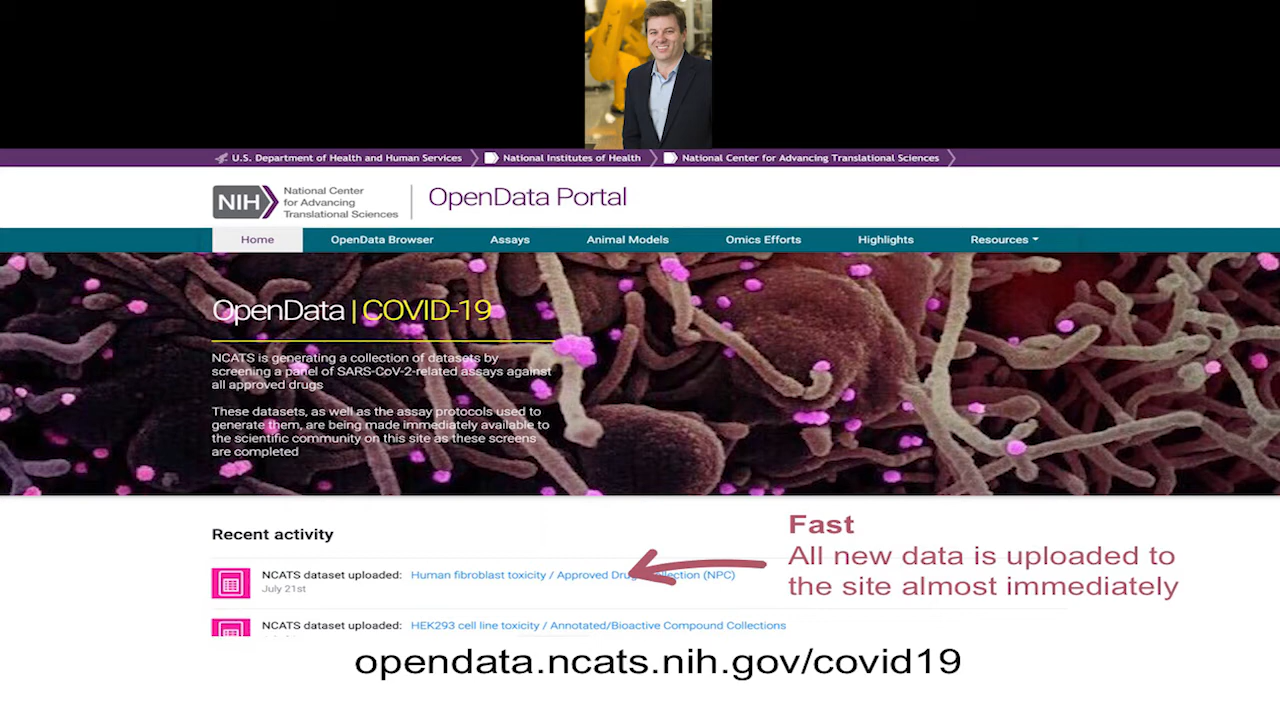 U.S. Department of Health and Human Services National Institutes of Health National Center for Advancing Translational Sciences
NIH
National Center
for Advancing
Translational Sciences
OpenData Portal
Home OpenData Browser Assays Animal Models Omics Efforts Highlights Resources
OpenData | COVID-19
NCATS is generating a collection of datasets by
screening a panel of SARS-CoV-2-related assays against
all approved drugs
These datasets, as well as the assay protocols used to
generate them, are being made immediately available to
the scientific community on this site as these screens
are completed
Recent activity
NCATS dataset uploaded: Human fibroblast toxicity / Approved Drug Collection (NPC)
July 21st
NCATS dataset uploaded: HEK293 cell line toxicity / Annotated/Bioactive Compound Collections
Fast
All new data is uploaded to
the site almost immediately
opendata.ncats.nih.gov/covid19